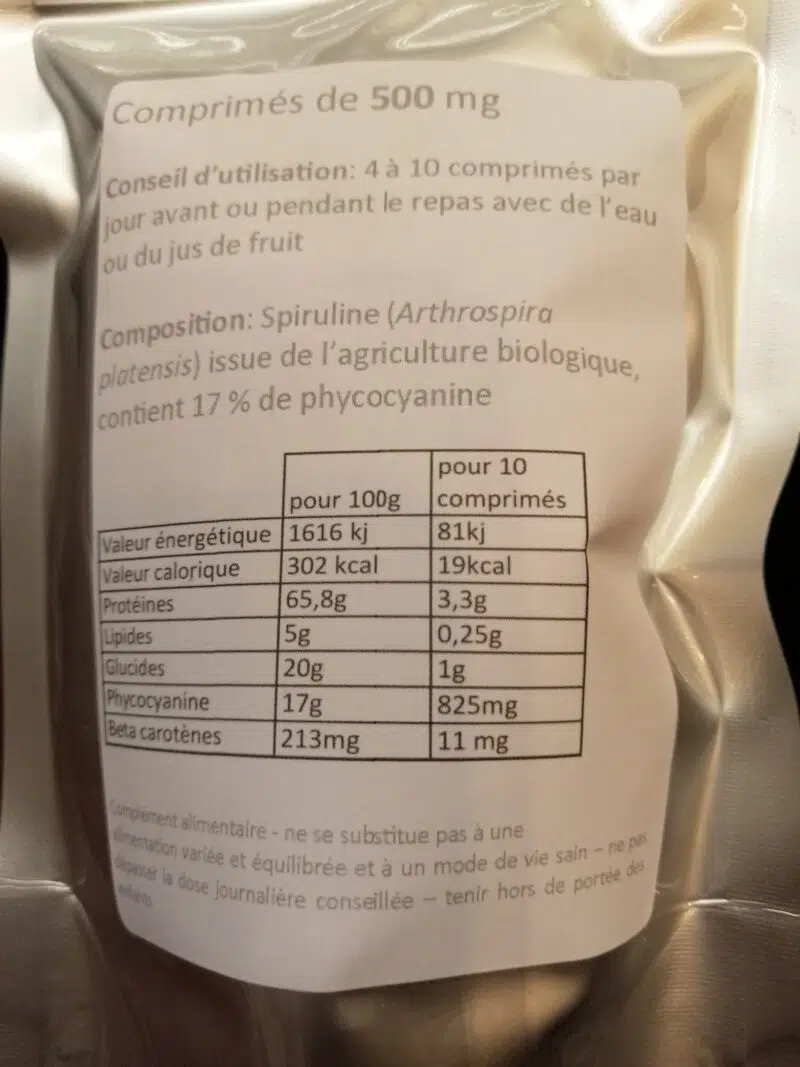 Comprimés de 500 mg
Conseil d'utilisation: 4 à 10 comprimés par
jour avant ou pendant le repas avec de l'eau
ou du jus de fruit
Composition: Spiruline (Arthrospira
platensis) issue de l'agriculture biologique,
contient 17 % de phycocyanine
pour 100g pour 10 comprimés
Valeur énergétique 1616 kj 81kj
Valeur calorique 302 kcal 19kcal
Protéines 65,8g 3,3g
Lipides 5g 0,25g
Glucides 20g 1g
Phycocyanine 17g 825mg
Beta carotènes 213mg 11 mg
Complément alimentaire - ne se substitue pas à une
alimentation variée et équilibrée et à un mode de vie sain – ne pas
dépasser la dose journalière conseillée – tenir hors de portée des
enfants